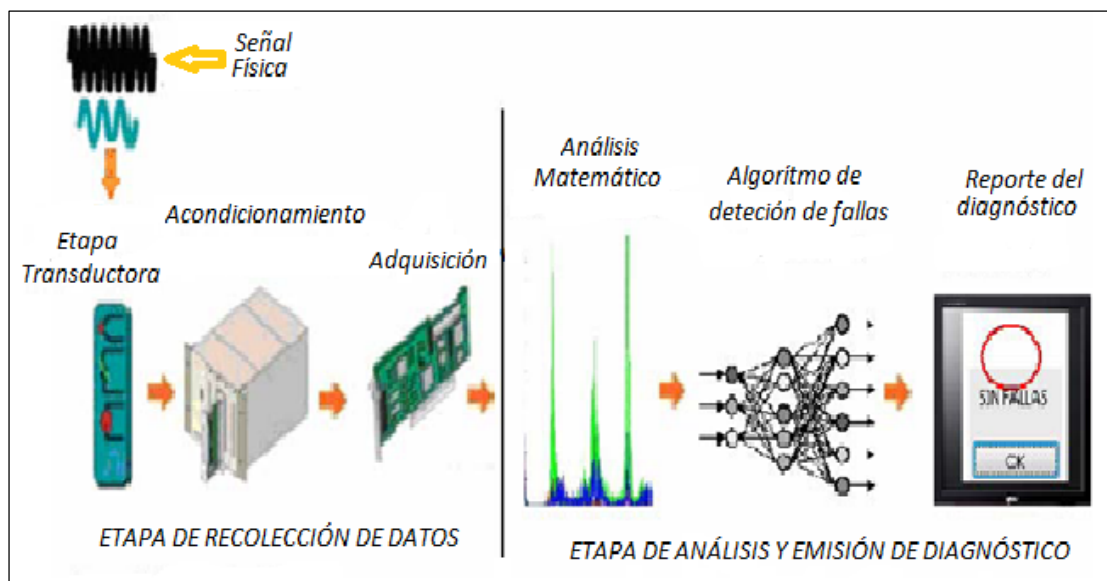 Señal
Física
Etapa
Transductora
Acondicionamiento
Adquisición
ETAPA DE RECOLECCIÓN DE DATOS
Análisis
Matemático
Algorítmo de
deteción de fallas
Reporte del
diagnóstico
SIN FALLAS
OK
ETAPA DE ANÁLISIS Y EMISIÓN DE DIAGNÓSTICO